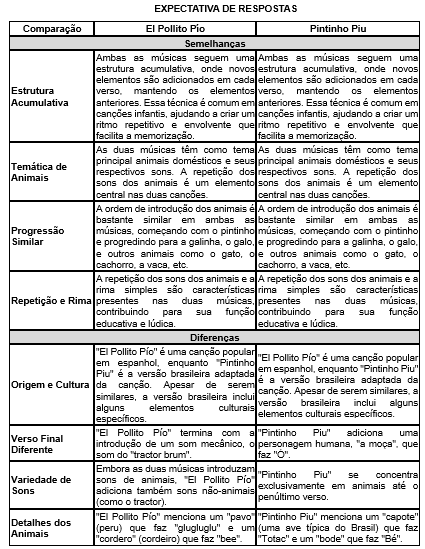 EXPECTATIVA DE RESPOSTAS
Comparação El Pollito Pío Pintinho Piu
Semelhanças
Estrutura Acumulativa
Ambas as músicas seguem uma
estrutura acumulativa, onde novos
elementos são adicionados em cada
verso, mantendo os elementos
anteriores. Essa técnica é comum em
canções infantis, ajudando a criar um
ritmo repetitivo e envolvente que
facilita a memorização.
Ambas as músicas seguem uma
estrutura acumulativa, onde novos
elementos são adicionados em cada
verso, mantendo os elementos
anteriores. Essa técnica é comum em
canções infantis, ajudando a criar um
ritmo repetitivo e envolvente que
facilita a memorização.
Temática de
Animais
As duas músicas têm como tema
principal animais domésticos e seus
respectivos sons. A repetição dos
sons dos animais é um elemento
central nas duas canções.
As duas músicas têm como tema
principal animais domésticos e seus
respectivos sons. A repetição dos
sons dos animais é um elemento
central nas duas canções.
Progressão
Similar
A ordem de introdução dos animais é
bastante similar em ambas as
músicas, começando com o pintinho
e progredindo para a galinha, o galo,
e outros animais como o gato, o
cachorro, a vaca, etc.
A ordem de introdução dos animais é
bastante similar em ambas as
músicas, começando com o pintinho
e progredindo para a galinha, o galo,
e outros animais como o gato, o
cachorro, a vaca, etc.
Repetição e Rima
A repetição dos sons dos animais e a
rima simples são características
presentes nas duas músicas,
contribuindo para sua função
educativa e lúdica.
A repetição dos sons dos animais e a
rima simples são características
presentes nas duas músicas,
contribuindo para sua função
educativa e lúdica.
Diferenças
Origem e Cultura
"El Pollito Pío" é uma canção popular
em espanhol, enquanto "Pintinho
Piu" é a versão brasileira adaptada
da canção. Apesar de serem
similares, a versão brasileira inclui
alguns elementos culturais
específicos.
"El Pollito Pío" é uma canção popular
em espanhol, enquanto "Pintinho Piu"
é a versão brasileira adaptada da
canção. Apesar de serem similares, a
versão brasileira inclui alguns
elementos culturais específicos.
Verso Final
Diferente
"El Pollito Pío" termina com a
introdução de um som mecânico, o
som do "tractor brum".
"Pintinho Piu" adiciona uma
personagem humana, "a moça", que
faz "Ó".
Variedade de
Sons
Embora as duas músicas introduzam
sons de animais, "El Pollito Pío"
adiciona também sons não-animais
(como o tractor).
"Pintinho Piu" se concentra
exclusivamente em animais até o
penúltimo verso.
Detalhes dos
Animais
"El Pollito Pío" menciona um "pavo"
(peru) que faz "glugluglu" e um
"cordero" (cordeiro) que faz "bee".
"Pintinho Piu" menciona um "capote"
(uma ave típica do Brasil) que faz
"Totac" e um "bode" que faz "Bé".